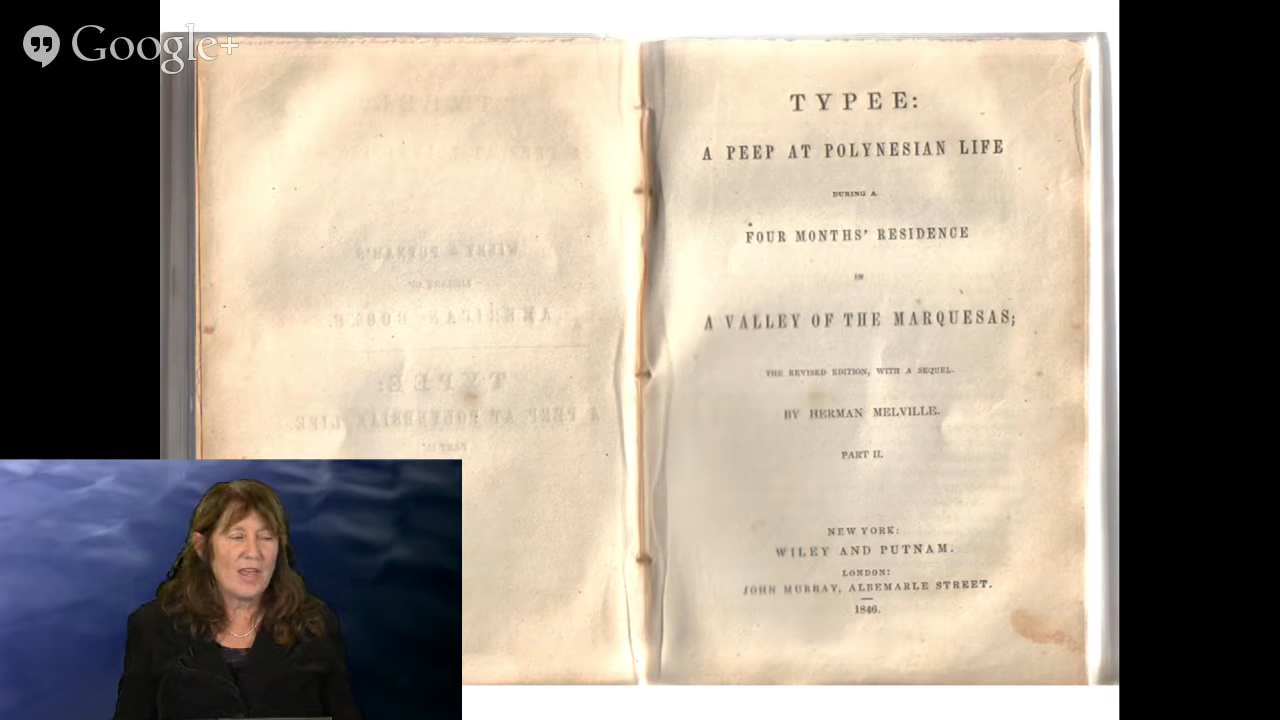 Google+
TYPEE:
A PEEP AT POLYNESIAN LIFE
DURING A
FOUR MONTHS' RESIDENCE
IN
A VALLEY OF THE MARQUESAS;
THE REVISED EDITION, WITH A SEQUEL.
BY HERMAN MELVILLE.
PART II.
NEW YORK:
WILEY AND PUTNAM.
LONDON:
JOHN MURRAY, ALBEMARLE STREET.
1846.